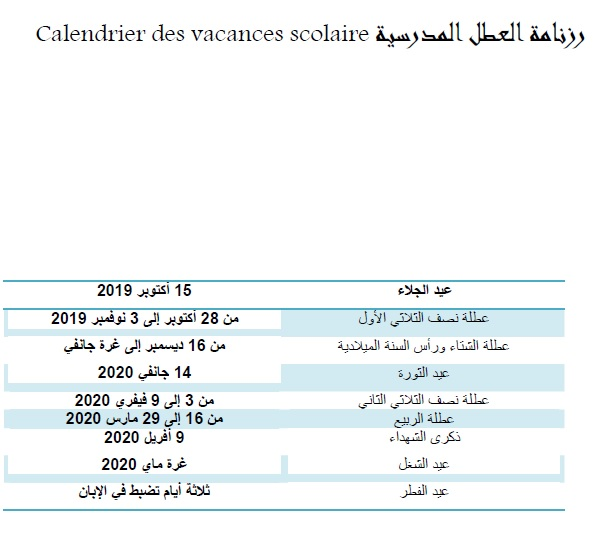 Calendrier des vacances scolaire رزنامة العطل المدرسية
عيد الجلاء 15 أكتوبر 2019
عطلة نصف الثلاثي الأول من 28 أكتوبر إلى 3 نوفمبر 2019
عطلة الشتاء ورأس السنة الميلادية من 16 ديسمبر إلى غرة جانفي
عيد الثورة 14 جانفي 2020
عطلة نصف الثلاثي الثاني من 3 إلى 9 فيفري 2020
عطلة الربيع من 16 إلى 29 مارس 2020
ذكرى الشهداء 9 أفريل 2020
عيد الشغل غرة ماي 2020
عيد الفطر ثلاثة أيام تضبط في الإبان